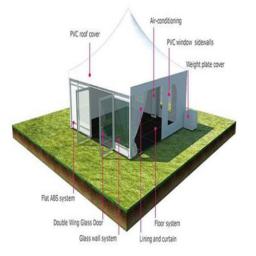 Air-conditioning
PVC roof cover
PVC window sidewalls
Weight plate cover
Flat ABS system
Double Wing Glass Door
Glass wall system
Lining and curtain
Floor system